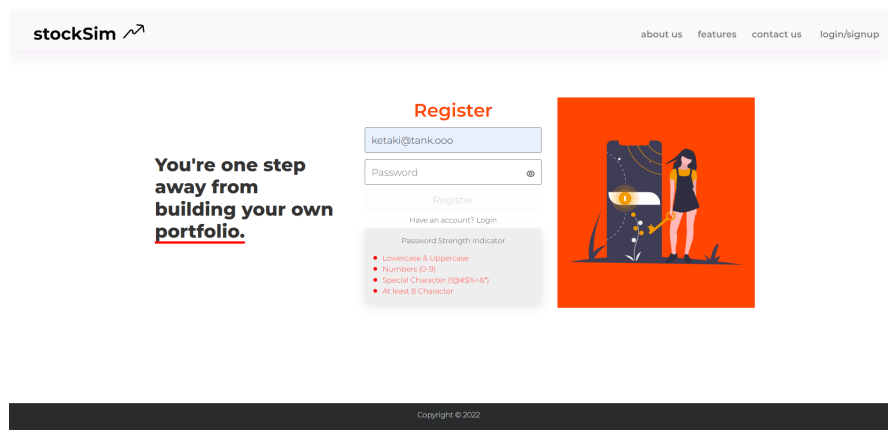 stockSim
about us features contact us login/signup
Register
ketaki@tank.ooo
Password
Register
Have an account? Login
Password Strength Indicator
Lowercase & Uppercase
Numbers (0-9)
Special Character (!@#$%^&*)
At least 8 Character
You're one step
away from
building your own
portfolio.
Copyright © 2022